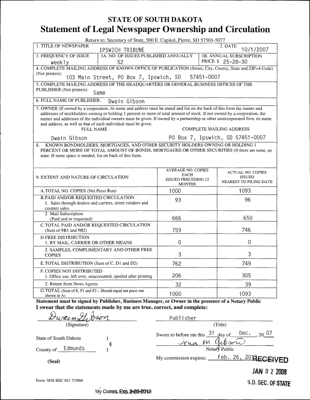 STATE OF SOUTH DAKOTA
Statement of Legal Newspaper Ownership and Circulation
Return to: Secretary of State, 500 E. Capitol, Pierre, SD 57501-5077
1. TITLE OF NEWSPAPER
IPSWICH TRIBUNE
2. DATE
10/1/2007
3. FREQUENCY OF ISSUE
weekly
3A. NO. OF ISSUES PUBLISHED ANNUALLY
52
3B. ANNUAL SUBSCRIPTION
PRICE $ 25-28-30
4. COMPLETE MAILING ADDRESS OF KNOWN OFFICE OF PUBLICATION (Street, City, County, State and ZIP+4 Code)
103 Main Street, PO Box 7, Ipswich, SD 57451-0007
5. COMPLETE MAILING ADDRESS OF THE HEADQUARTERS OR GENERAL BUSINESS OFFICES OF THE
PUBLISHER (Not printers)
Same
6. FULL NAME OF PUBLISHER:
Dwain Gibson
7. OWNER (If owned by a corporation, its name and address must be stated and listed on the back of this form the names and
addresses of stockholders owning or holding 1 percent or more of total amount of stock. If not owned by a corporation, the
names and addresses of the individual owners must be given. If owned by a partnership or other unincorporated firm, its name
and address, as well as that of each individual must be given.
FULL NAME
COMPLETE MAILING ADDRESS
Dwain Gibson
PO Box 7, Ipswich, SD 57451-0007
8. KNOWN BONDHOLDERS, MORTGAGES, AND OTHER SECURITY HOLDERS OWNING OR HOLDING 1
PERCENT OR MORE OF TOTAL AMOUNT OF BONDS, MORTGAGES OR OTHER SECURITIES (If there are none, so
state. If more space is needed, list on back of this form.
9. EXTENT AND NATURE OF CIRCULATION
AVERAGE NO. COPIES
EACH
ISSUED PRECEDING 12
MONTHS
ACTUAL NO. COPIES
ISSUED
NEAREST TO FILING DATE
A. TOTAL NO. COPIES (Net Press Run)
1000
1093
B. PAID AND/OR REQUESTED CIRCULATION
1. Sales through dealers and carriers, street vendors and
counter sales.
93
96
2. Mail Subscription
(Paid and or requested)
666
650
C. TOTAL PAID AND/OR REQUESTED CIRCULATION
(Sum of 9B1 and 9B2)
759
746
D. FREE DISTRIBUTION
1. BY MAIL, CARRIER OR OTHER MEANS
0
0
2. SAMPLES, COMPLIMENTARY AND OTHER FREE
COPIES
3
3
E. TOTAL DISTRIBUTION (Sum of C, D1 and D2)
762
749
F. COPIES NOT DISTRIBUTED
1. Office use, left over, unaccounted, spoiled after printing
206
305
2. Return from News Agents
32
39
G. TOTAL (Sum of E, F1 and F2 - Should equal net press run
shown in A)
1000
1093
Statement must be signed by Publisher, Business Manager, or Owner in the presence of a Notary Public
I swear that the statements made by me are true, correct, and complete:
Dwain Gibson
Publisher
(Signature)
(Title)
State of South Dakota )
Sworn to before me this 31 day of Dec. 2007
County of Edmunds )
M Gibson
Notary Public
(Seal)
My commission expires: Feb. 26,
RECEIVED
JAN 02 2008
S.D. SEC. OF STATE
My Comm. Exp.